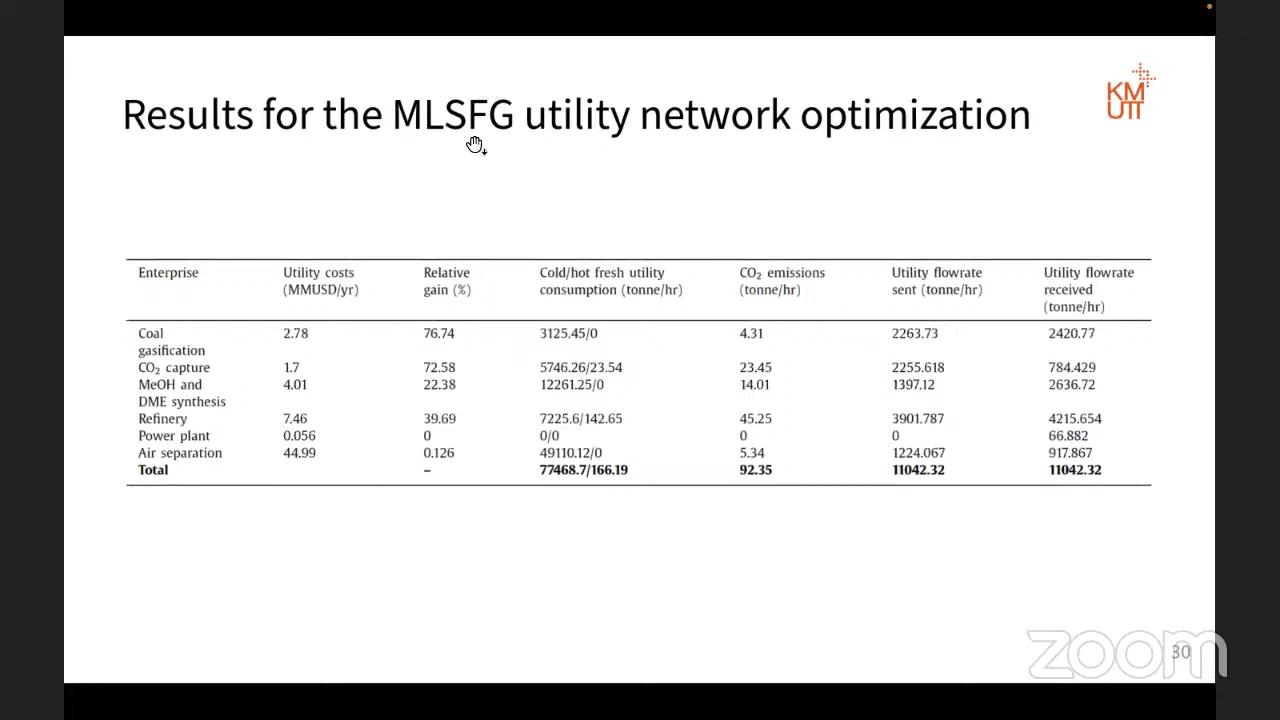 Results for the MLSFG utility network optimization
KM
UTT
Enterprise Utility costs (MMUSD/yr) Relative gain (%) Cold/hot fresh utility consumption (tonne/hr) CO₂ emissions (tonne/hr) Utility flowrate sent (tonne/hr) Utility flowrate received (tonne/hr)
Coal gasification 2.78 76.74 3125.45/0 4.31 2263.73 2420.77
CO₂ capture 1.7 72.58 5746.26/23.54 23.45 2255.618 784.429
MeOH and DME synthesis 4.01 22.38 12261.25/0 14.01 1397.12 2636.72
Refinery 7.46 39.69 7225.6/142.65 45.25 3901.787 4215.654
Power plant 0.056 0 0/0 0 0 66.882
Air separation 44.99 0.126 49110.12/0 5.34 1224.067 917.867
Total – 77468.7/166.19 92.35 11042.32 11042.32
zoom
30